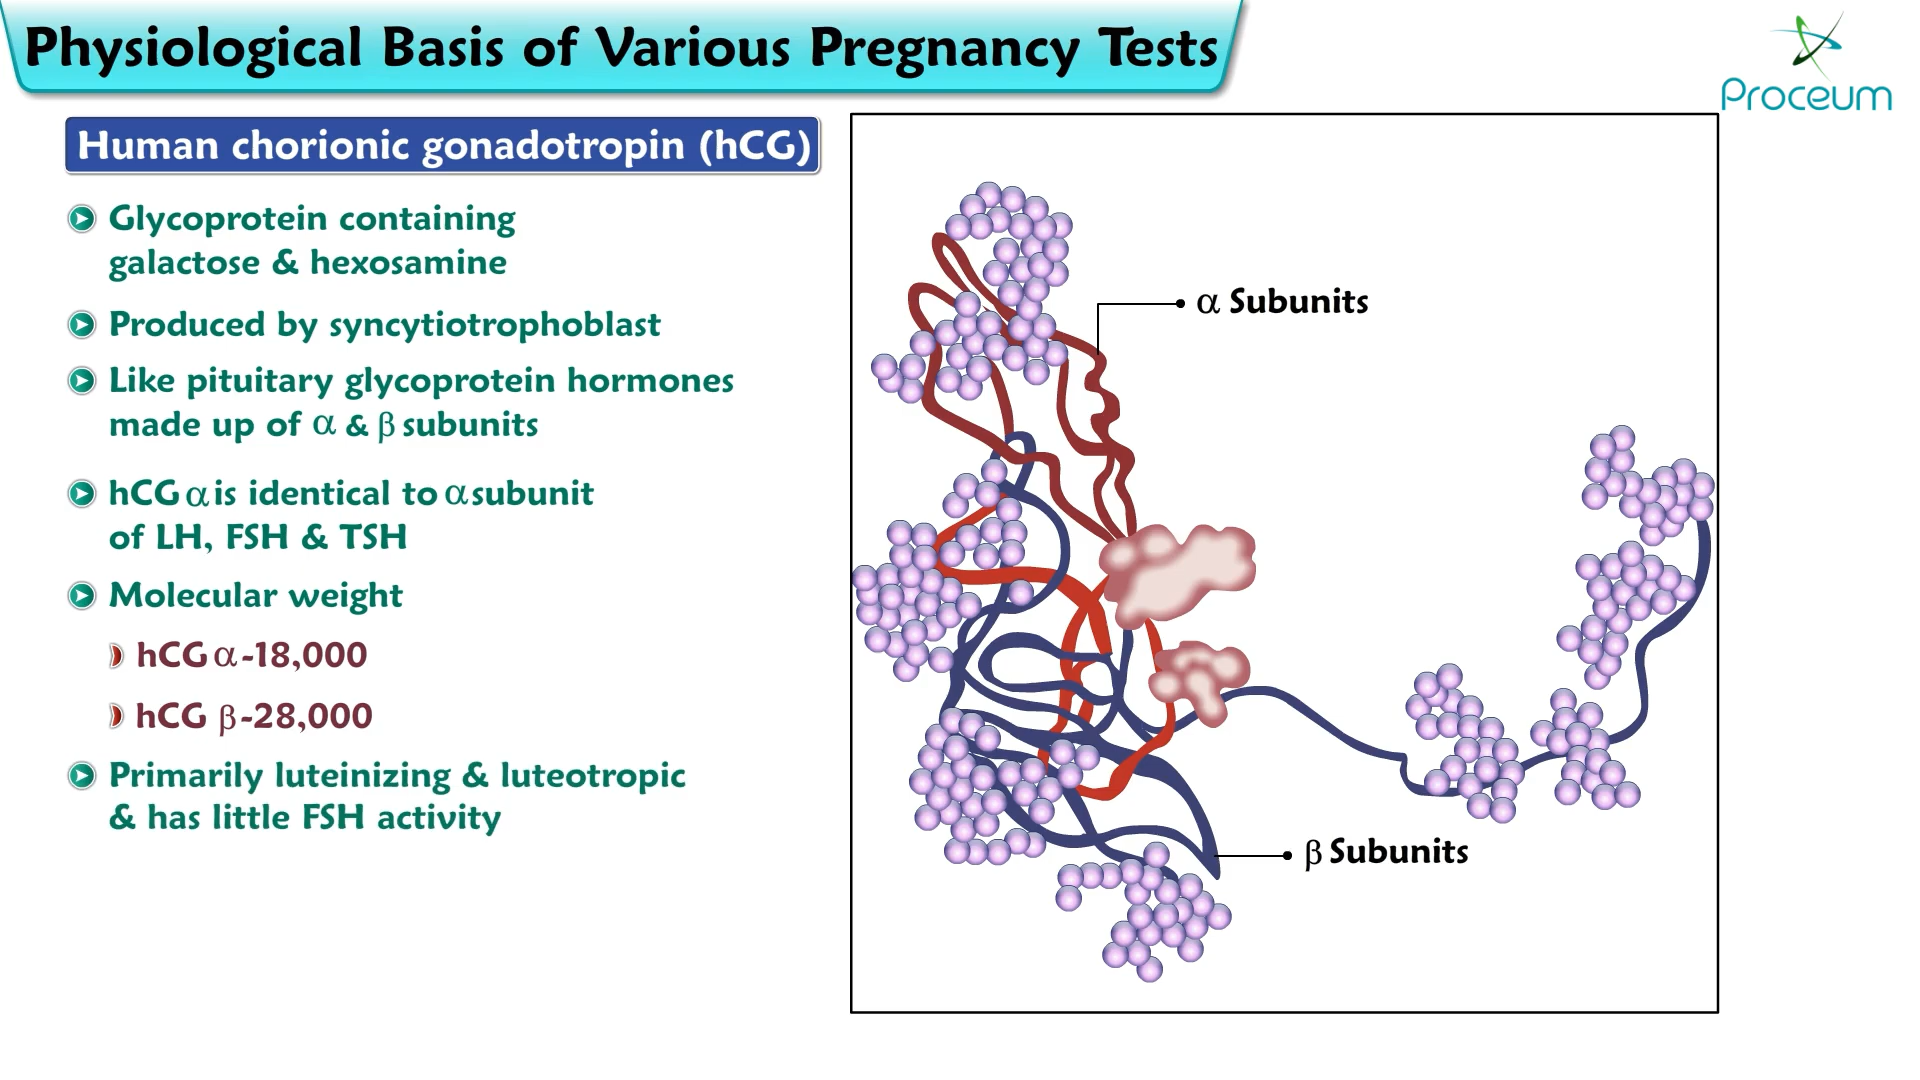 Physiological Basis of Various Pregnancy Tests
Proceum
Human chorionic gonadotropin (hCG)
Glycoprotein containing
galactose & hexosamine
Produced by syncytiotrophoblast
Like pituitary glycoprotein hormones
made up of α & β subunits
hCG α is identical to α subunit
of LH, FSH & TSH
Molecular weight
hCG α-18,000
hCG β-28,000
Primarily luteinizing & luteotropic
& has little FSH activity
α Subunits
β Subunits